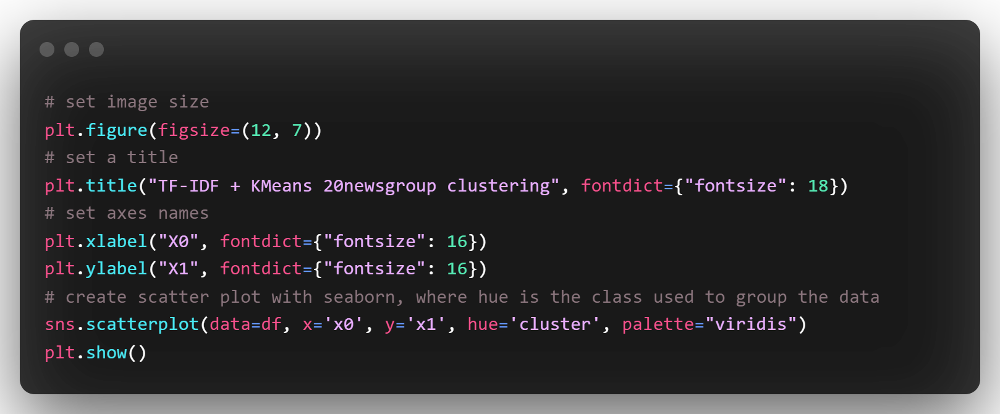 # set image size
plt.figure(figsize=(12, 7))
# set a title
plt.title("TF-IDF + KMeans 20newsgroup clustering", fontdict={"fontsize": 18})
# set axes names
plt.xlabel("X0", fontdict={"fontsize": 16})
plt.ylabel("X1", fontdict={"fontsize": 16})
# create scatter plot with seaborn, where hue is the class used to group the data
sns.scatterplot(data=df, x='x0', y='x1', hue='cluster', palette="viridis")
plt.show()